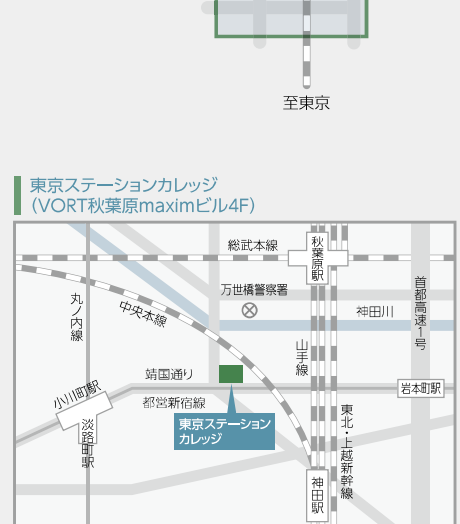 至東京
東京ステーションカレッジ
（VORT秋葉原maximビル4F）
総武本線
秋葉原駅
万世橋警察署
首都高速1号
丸ノ内線
中央本線
神田川
山手線
靖国通り
小川町駅
岩本町駅
都営新宿線
東京ステーション
カレッジ
淡路町駅
東北・上越新幹線
神田駅